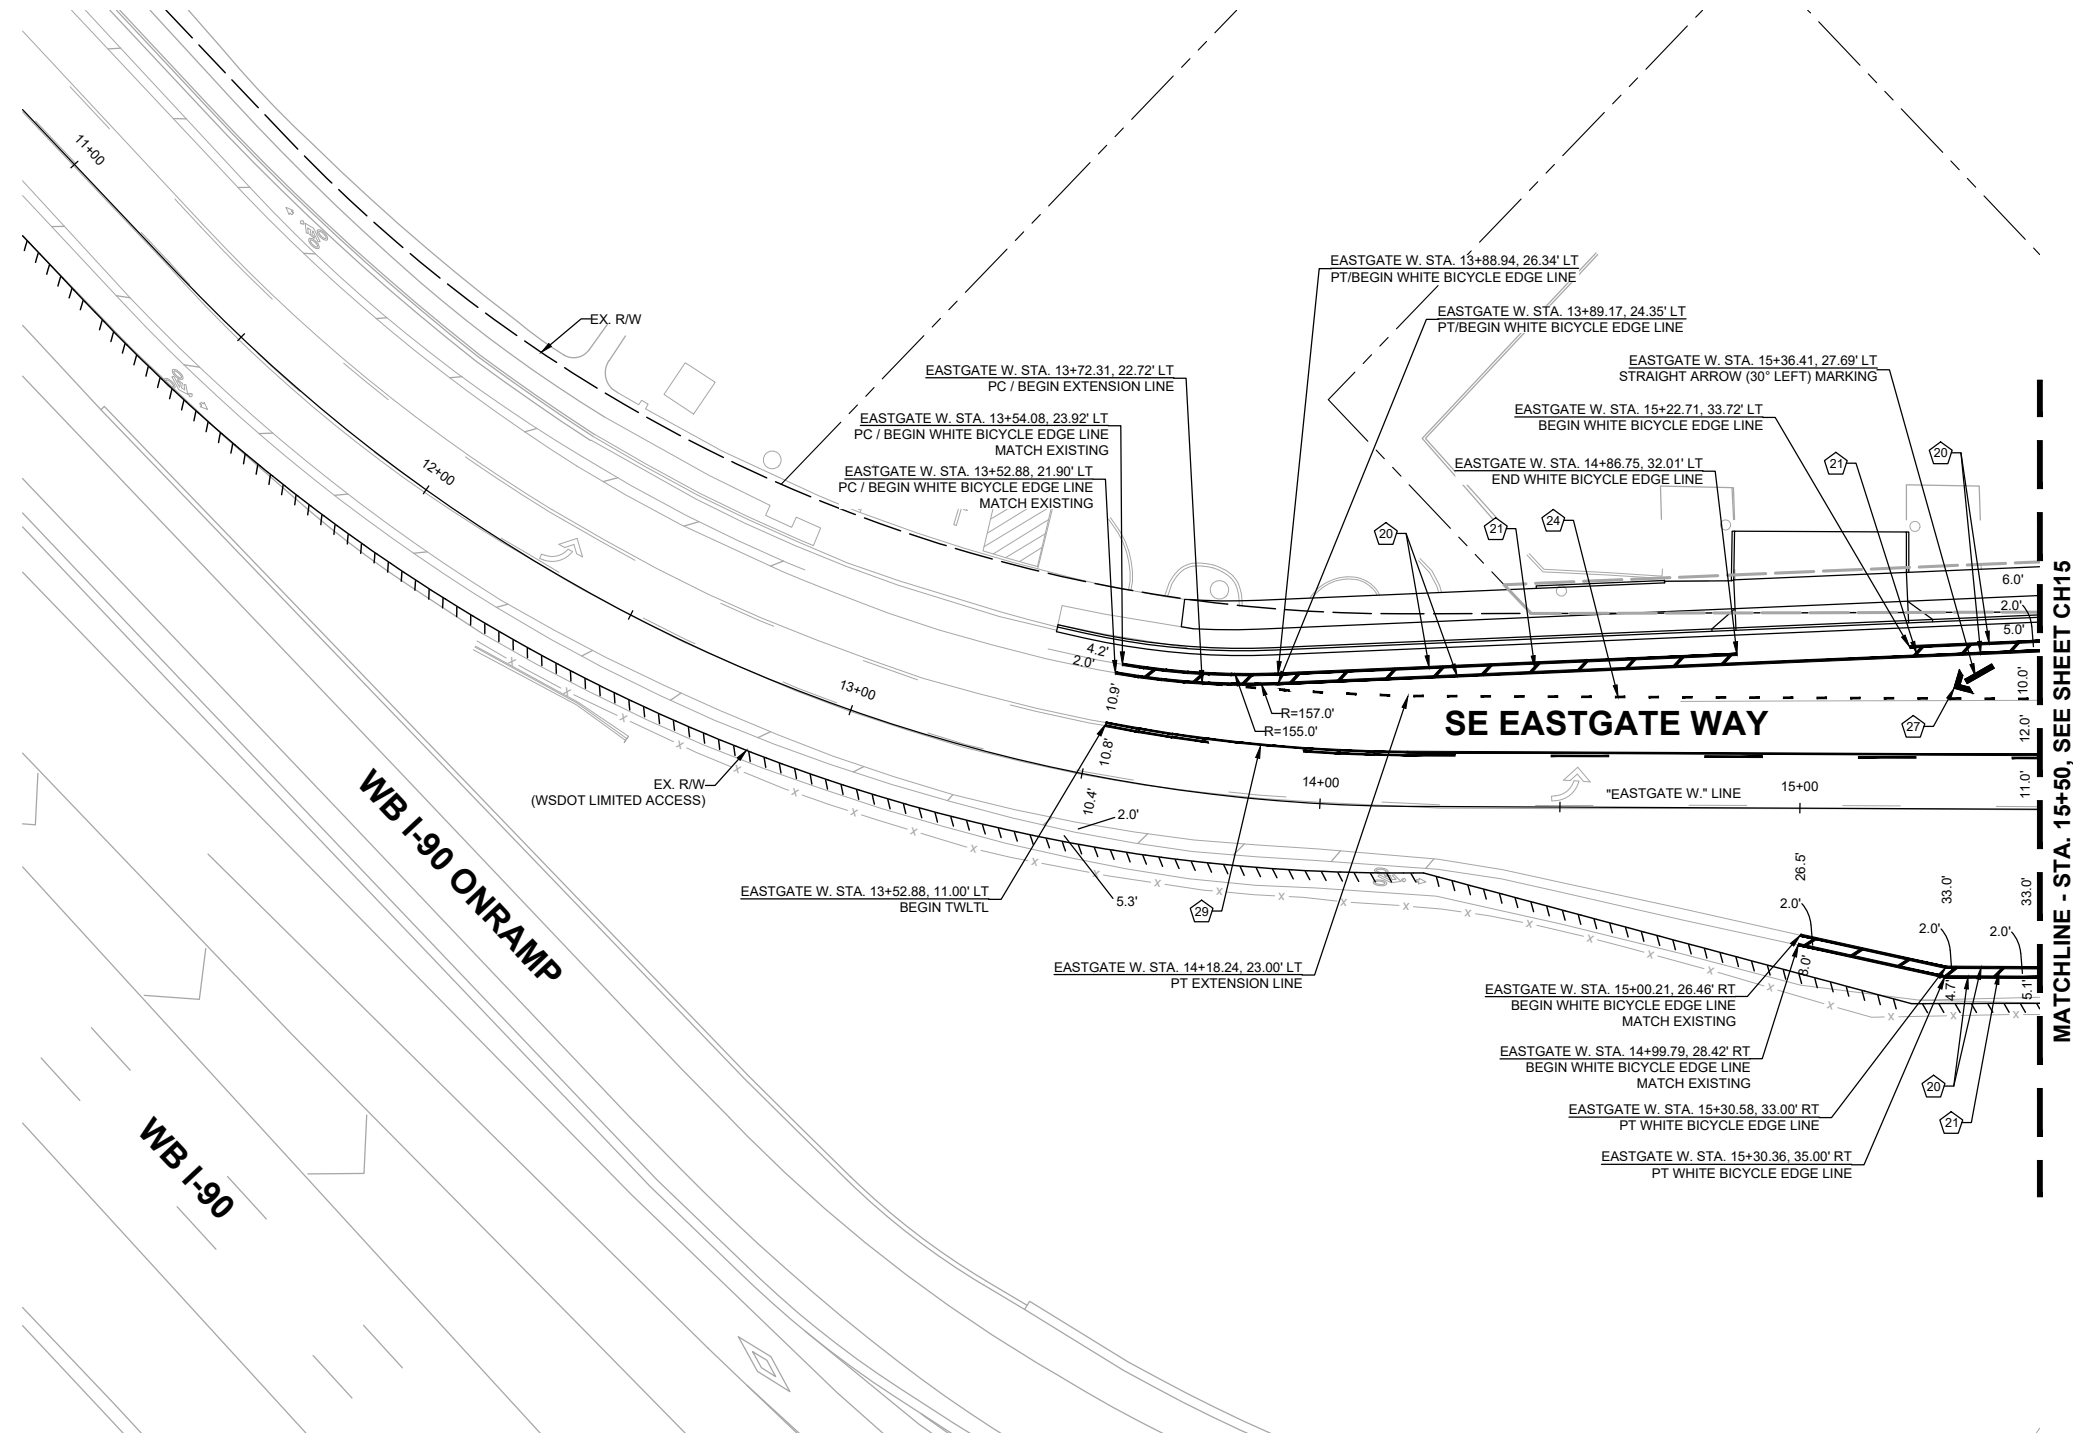 11+00
EX. R/W
12+00
EASTGATE W. STA. 13+88.94, 26.34' LT
PT/BEGIN WHITE BICYCLE EDGE LINE
EASTGATE W. STA. 13+89.17, 24.35' LT
PT/BEGIN WHITE BICYCLE EDGE LINE
EASTGATE W. STA. 13+72.31, 22.72' LT
PC / BEGIN EXTENSION LINE
EASTGATE W. STA. 15+36.41, 27.69' LT
STRAIGHT ARROW (30° LEFT) MARKING
EASTGATE W. STA. 13+54.08, 23.92' LT
PC / BEGIN WHITE BICYCLE EDGE LINE
MATCH EXISTING
EASTGATE W. STA. 15+22.71, 33.72' LT
BEGIN WHITE BICYCLE EDGE LINE
EASTGATE W. STA. 13+52.88, 21.90' LT
PC / BEGIN WHITE BICYCLE EDGE LINE
MATCH EXISTING
EASTGATE W. STA. 14+86.75, 32.01' LT
END WHITE BICYCLE EDGE LINE
20
21
24
21
20
6.0'
2.0'
5.0'
4.2'
2.0'
10.9'
10.8'
10.4'
13+00
R=157.0'
R=155.0'
SE EASTGATE WAY
27
10.0'
12.0'
11.0'
14+00
"EASTGATE W." LINE
15+00
EX. R/W
(WSDOT LIMITED ACCESS)
2.0'
5.3'
EASTGATE W. STA. 13+52.88, 11.00' LT
BEGIN TWLTL
29
EASTGATE W. STA. 14+18.24, 23.00' LT
PT EXTENSION LINE
26.5'
33.0'
33.0'
2.0'
2.0'
2.0'
3.0'
4.7'
5.1'
EASTGATE W. STA. 15+00.21, 26.46' RT
BEGIN WHITE BICYCLE EDGE LINE
MATCH EXISTING
EASTGATE W. STA. 14+99.79, 28.42' RT
BEGIN WHITE BICYCLE EDGE LINE
MATCH EXISTING
20
21
EASTGATE W. STA. 15+30.58, 33.00' RT
PT WHITE BICYCLE EDGE LINE
EASTGATE W. STA. 15+30.36, 35.00' RT
PT WHITE BICYCLE EDGE LINE
WB I-90 ONRAMP
WB I-90
MATCHLINE - STA. 15+50, SEE SHEET CH15